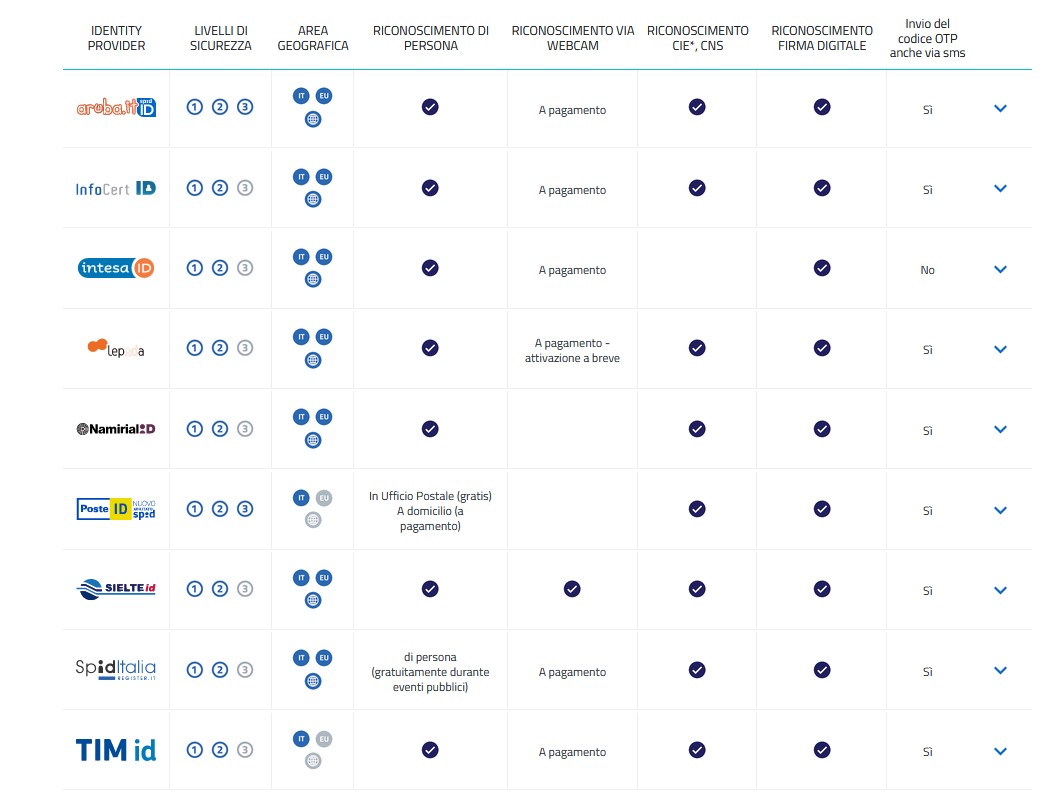 IDENTITY
PROVIDER
LIVELLI DI
SICUREZZA
AREA
GEOGRAFICA
RICONOSCIMENTO DI
PERSONA
RICONOSCIMENTO VIA
WEBCAM
RICONOSCIMENTO
CIE*, CNS
RICONOSCIMENTO
FIRMA DIGITALE
Invio del
codice OTP
anche via sms
aruba.it spid ID
1 2 3
IT EU
A pagamento
Sì
InfoCert ID
1 2 3
IT EU
A pagamento
Sì
intesa ID
1 2 3
IT EU
A pagamento
No
lepida
1 2 3
IT EU
A pagamento -
attivazione a breve
Sì
Namirial ID
1 2 3
IT EU
Sì
Poste ID NUOVO
spid
1 2 3
IT EU
In Ufficio Postale (gratis)
A domicilio (a
pagamento)
Sì
SIELTE id
1 2 3
IT EU
Sì
SpidItalia
REGISTER.IT
1 2 3
IT EU
di persona
(gratuitamente durante
eventi pubblici)
A pagamento
Sì
TIM id
1 2 3
IT EU
A pagamento
Sì